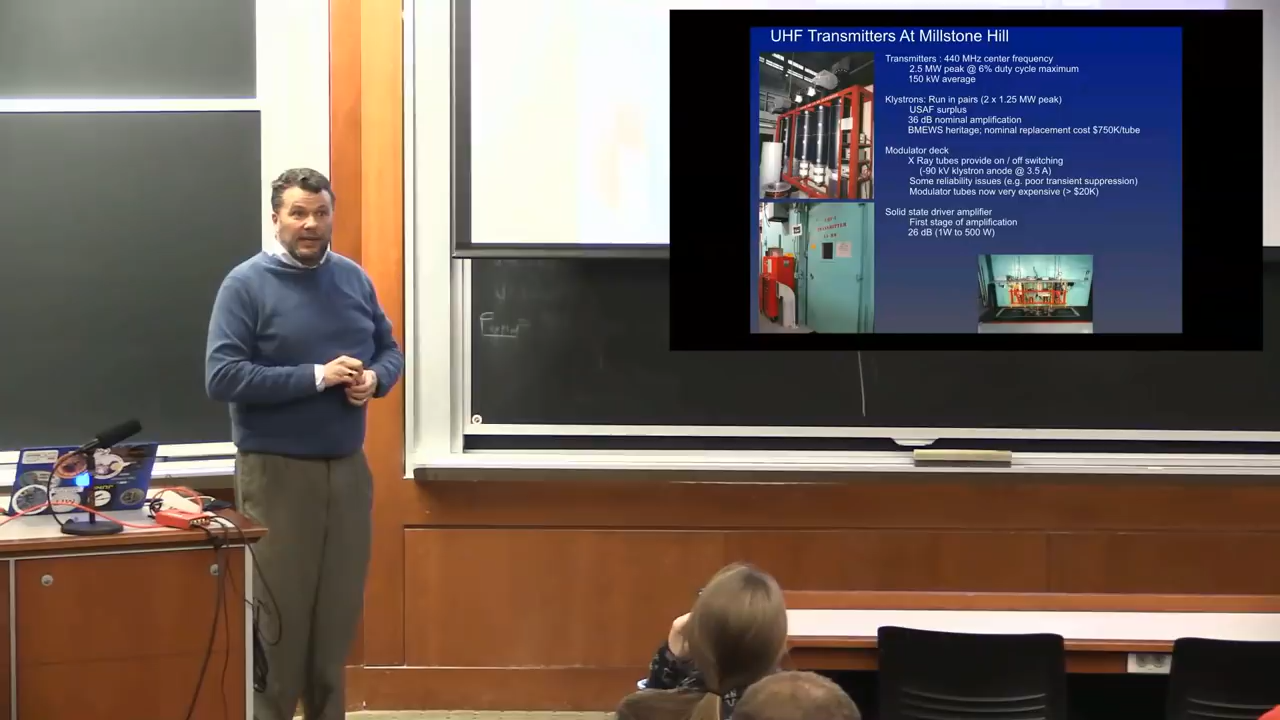 UHF Transmitters At Millstone Hill
Transmitters : 440 MHz center frequency
2.5 MW peak @ 6% duty cycle maximum
150 kW average
Klystrons: Run in pairs (2 x 1.25 MW peak)
USAF surplus
36 dB nominal amplification
BMEWS heritage; nominal replacement cost $750K/tube
Modulator deck
X Ray tubes provide on / off switching
(-90 kV klystron anode @ 3.5 A)
Some reliability issues (e.g. poor transient suppression)
Modulator tubes now very expensive (> $20K)
Solid state driver amplifier
First stage of amplification
26 dB (1W to 500 W)